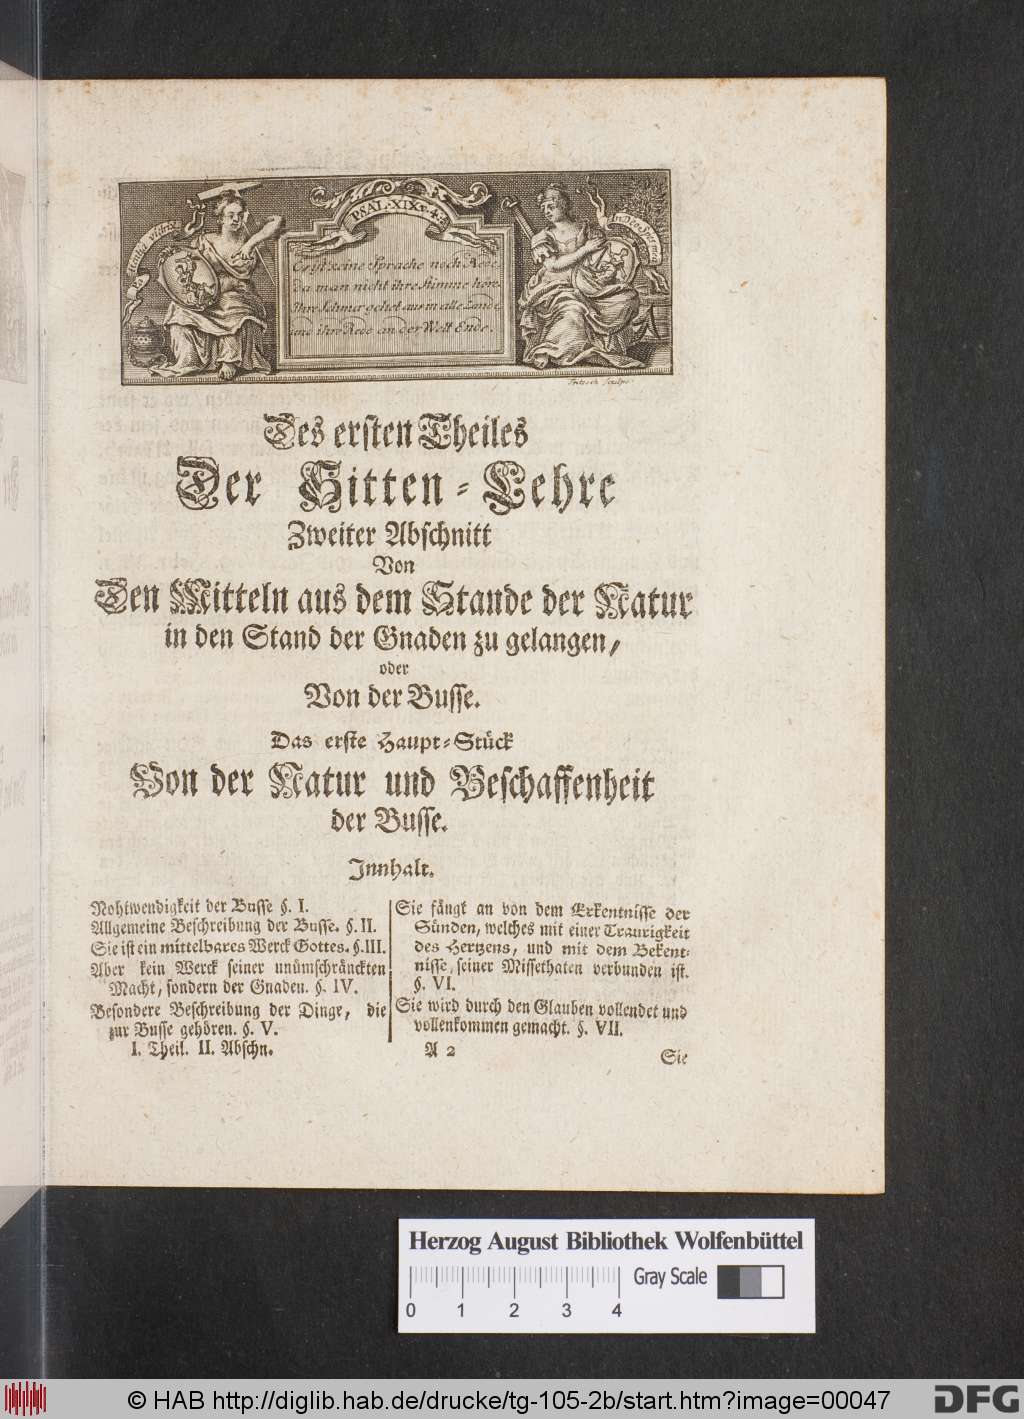 PSAL. XIX v. 4. 5.
Es ist keine Sprache noch Rede,
da man nicht ihre Stimme höre.
Ihre Schnur gehet aus in alle Lande
und ihre Rede an der Welt Ende.
Fritzsch sculps.
Des ersten Theiles
Der Sitten-Lehre
Zweiter Abschnitt
Von
Den Mitteln aus dem Stande der Natur
in den Stand der Gnaden zu gelangen,
oder
Von der Busse.
Das erste Haupt-Stück
Von der Natur und Beschaffenheit
der Busse.
Innhalt.
Nohtwendigkeit der Busse §. I.
Allgemeine Beschreibung der Busse. §. II.
Sie ist ein mittelbares Werck Gottes. §. III.
Aber kein Werck seiner unümschränckten
Macht, sondern der Gnaden. §. IV.
Besondere Beschreibung der Dinge, die
zur Busse gehören. §. V.
Sie fängt an von dem Erkentnisse der
Sünden, welches mit einer Traurigkeit
des Hertzens, und mit dem Bekent-
nisse seiner Missethaten verbunden ist.
§. VI.
Sie wird durch den Glauben vollendet und
vollenkommen gemacht. §. VII.
I. Theil. II. Abschn.
A 2
Sie
Herzog August Bibliothek Wolfenbüttel
Gray Scale
0 1 2 3 4
© HAB http://diglib.hab.de/drucke/tg-105-2b/start.htm?image=00047
DFG